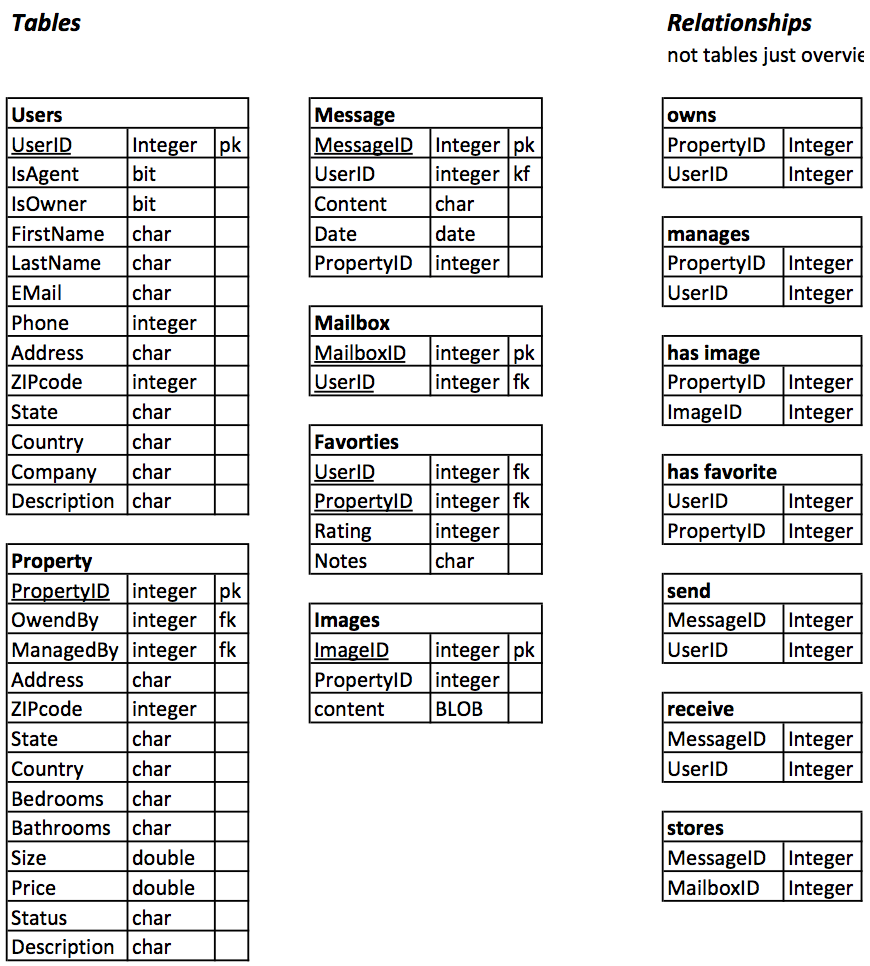 Tables
Users
UserID Integer pk
IsAgent bit
IsOwner bit
FirstName char
LastName char
EMail char
Phone integer
Address char
ZIPcode integer
State char
Country char
Company char
Description char
Property
PropertyID integer pk
OwendBy integer fk
ManagedBy integer fk
Address char
ZIPcode integer
State char
Country char
Bedrooms char
Bathrooms char
Size double
Price double
Status char
Description char
Message
MessageID Integer pk
UserID integer kf
Content char
Date date
PropertyID integer
Mailbox
MailboxID integer pk
UserID integer fk
Favorties
UserID integer fk
PropertyID integer fk
Rating integer
Notes char
Images
ImageID integer pk
PropertyID integer
content BLOB
Relationships
not tables just overvie
owns
PropertyID Integer
UserID Integer
manages
PropertyID Integer
UserID Integer
has image
PropertyID Integer
ImageID Integer
has favorite
UserID Integer
PropertyID Integer
send
MessageID Integer
UserID Integer
receive
MessageID Integer
UserID Integer
stores
MessageID Integer
MailboxID Integer